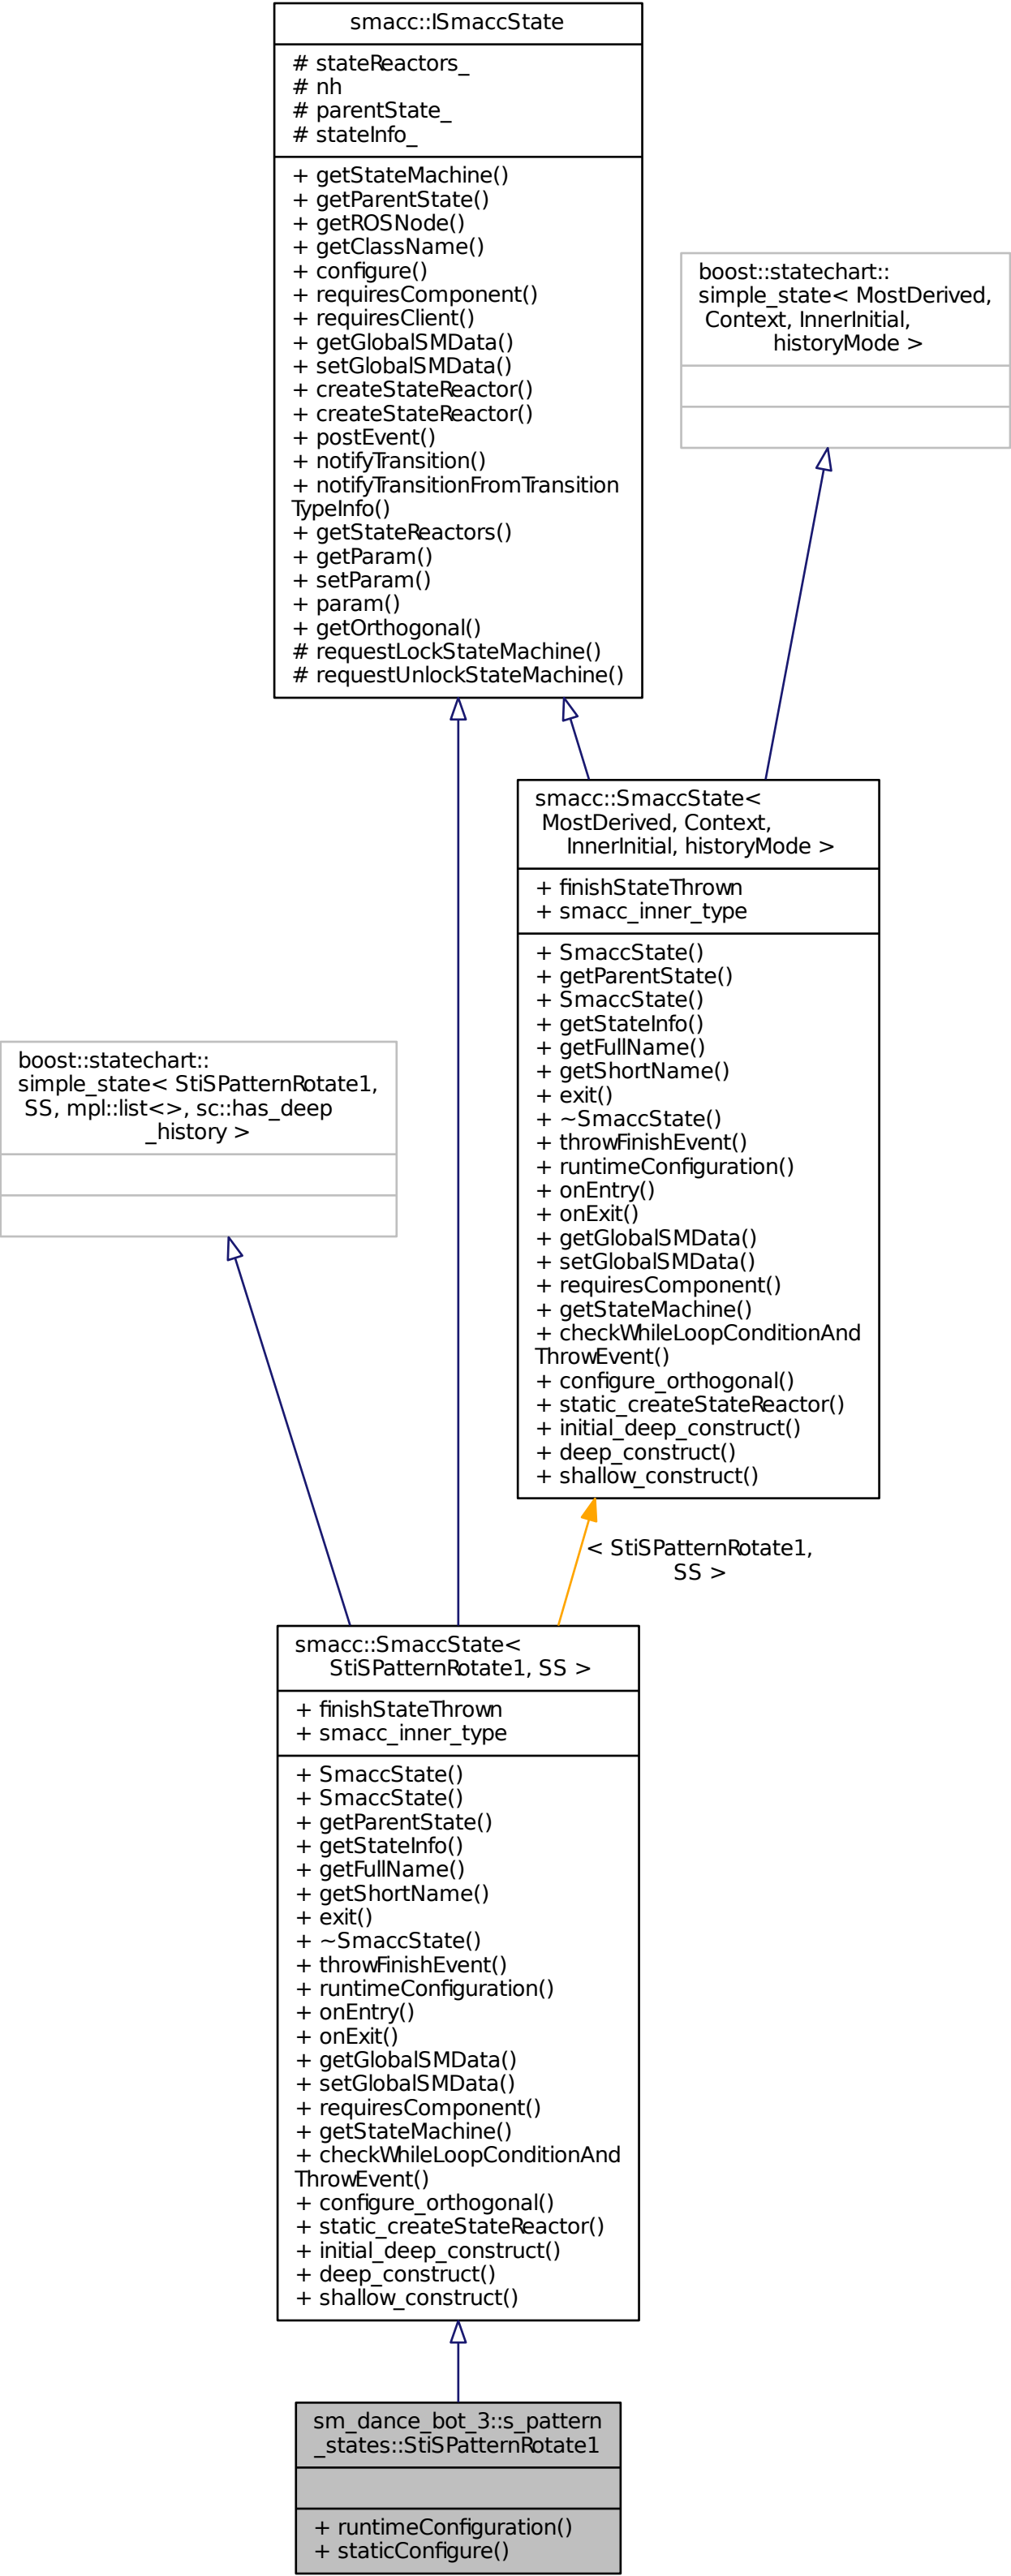 smacc::ISmaccState
# stateReactors_
# nh
# parentState_
# stateInfo_
+ getStateMachine()
+ getParentState()
+ getROSNode()
+ getClassName()
+ configure()
+ requiresComponent()
+ requiresClient()
+ getGlobalSMData()
+ setGlobalSMData()
+ createStateReactor()
+ createStateReactor()
+ postEvent()
+ notifyTransition()
+ notifyTransitionFromTransition
TypeInfo()
+ getStateReactors()
+ getParam()
+ setParam()
+ param()
+ getOrthogonal()
# requestLockStateMachine()
# requestUnlockStateMachine()
boost::statechart::
simple_state< MostDerived,
Context, InnerInitial,
historyMode >
smacc::SmaccState<
MostDerived, Context,
InnerInitial, historyMode >
+ finishStateThrown
+ smacc_inner_type
+ SmaccState()
+ getParentState()
+ SmaccState()
+ getStateInfo()
+ getFullName()
+ getShortName()
+ exit()
+ ~SmaccState()
+ throwFinishEvent()
+ runtimeConfiguration()
+ onEntry()
+ onExit()
+ getGlobalSMData()
+ setGlobalSMData()
+ requiresComponent()
+ getStateMachine()
+ checkWhileLoopConditionAnd
ThrowEvent()
+ configure_orthogonal()
+ static_createStateReactor()
+ initial_deep_construct()
+ deep_construct()
+ shallow_construct()
boost::statechart::
simple_state< StiSPatternRotate1,
SS, mpl::list<>, sc::has_deep
_history >
< StiSPatternRotate1,
SS >
smacc::SmaccState<
StiSPatternRotate1, SS >
+ finishStateThrown
+ smacc_inner_type
+ SmaccState()
+ SmaccState()
+ getParentState()
+ getStateInfo()
+ getFullName()
+ getShortName()
+ exit()
+ ~SmaccState()
+ throwFinishEvent()
+ runtimeConfiguration()
+ onEntry()
+ onExit()
+ getGlobalSMData()
+ setGlobalSMData()
+ requiresComponent()
+ getStateMachine()
+ checkWhileLoopConditionAnd
ThrowEvent()
+ configure_orthogonal()
+ static_createStateReactor()
+ initial_deep_construct()
+ deep_construct()
+ shallow_construct()
sm_dance_bot_3::s_pattern
_states::StiSPatternRotate1
+ runtimeConfiguration()
+ staticConfigure()